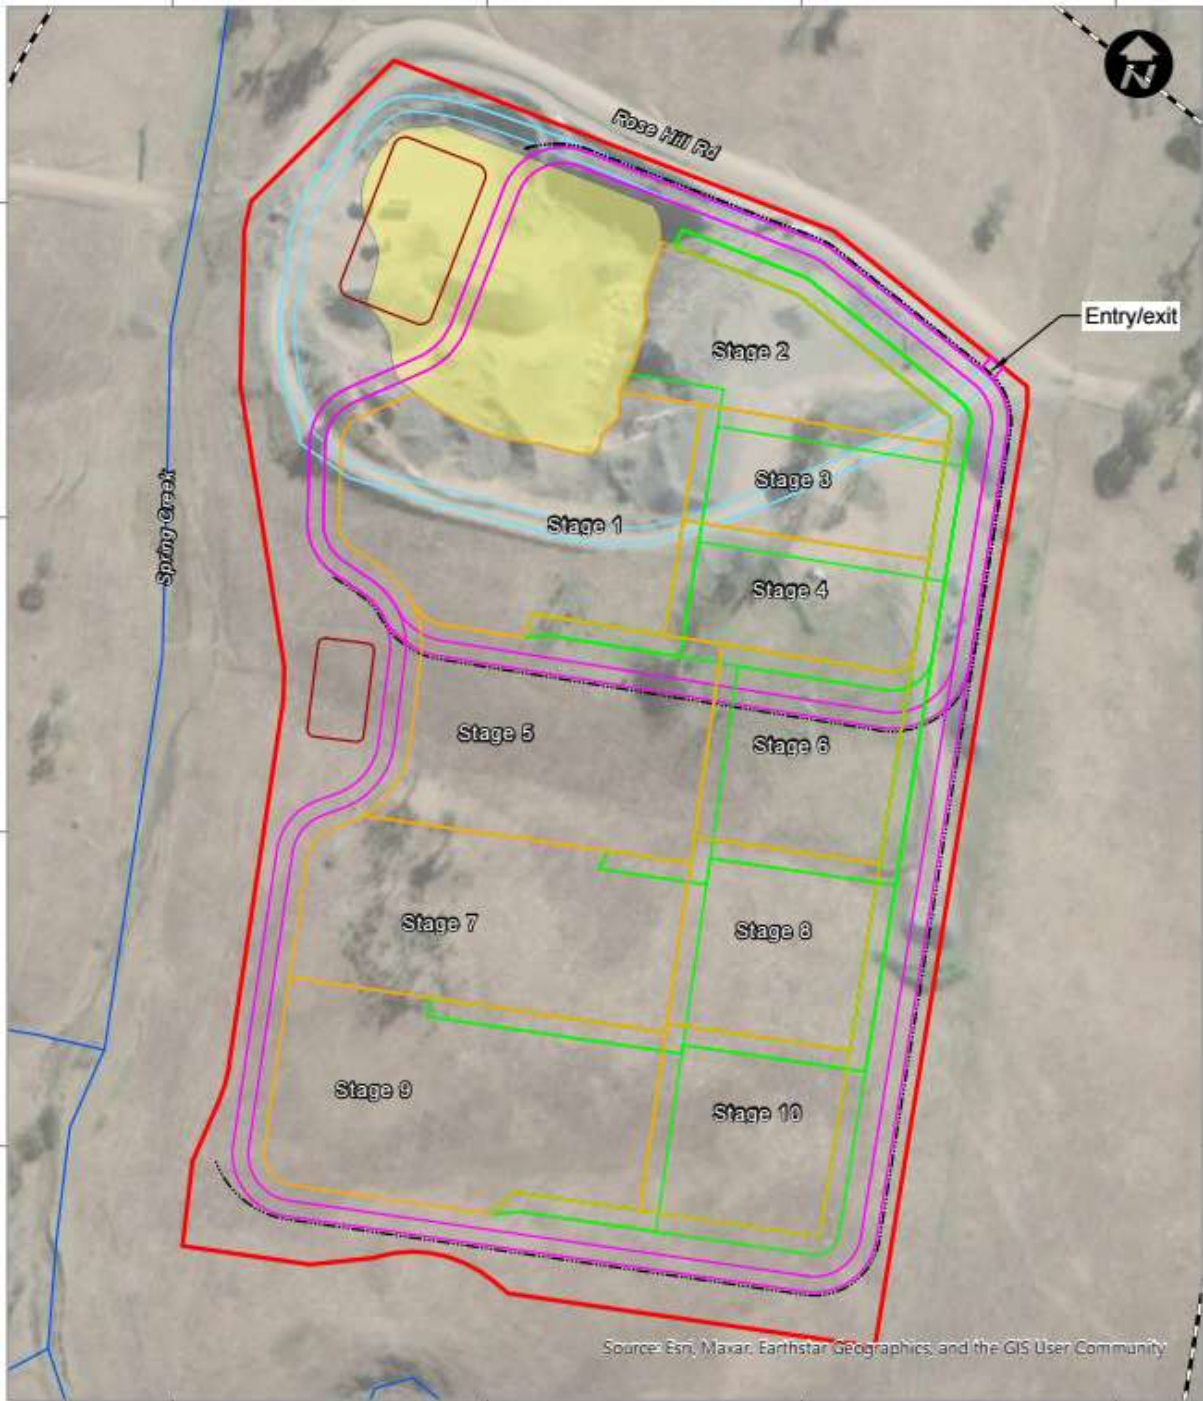 N
Rose Hill Rd
Entry/exit
Stage 2
Stage 3
Spring Creek
Stage 1
Stage 4
Stage 5
Stage 6
Stage 7
Stage 8
Stage 9
Stage 10
Source: Esri, Maxar, Earthstar Geographics, and the GIS User Community